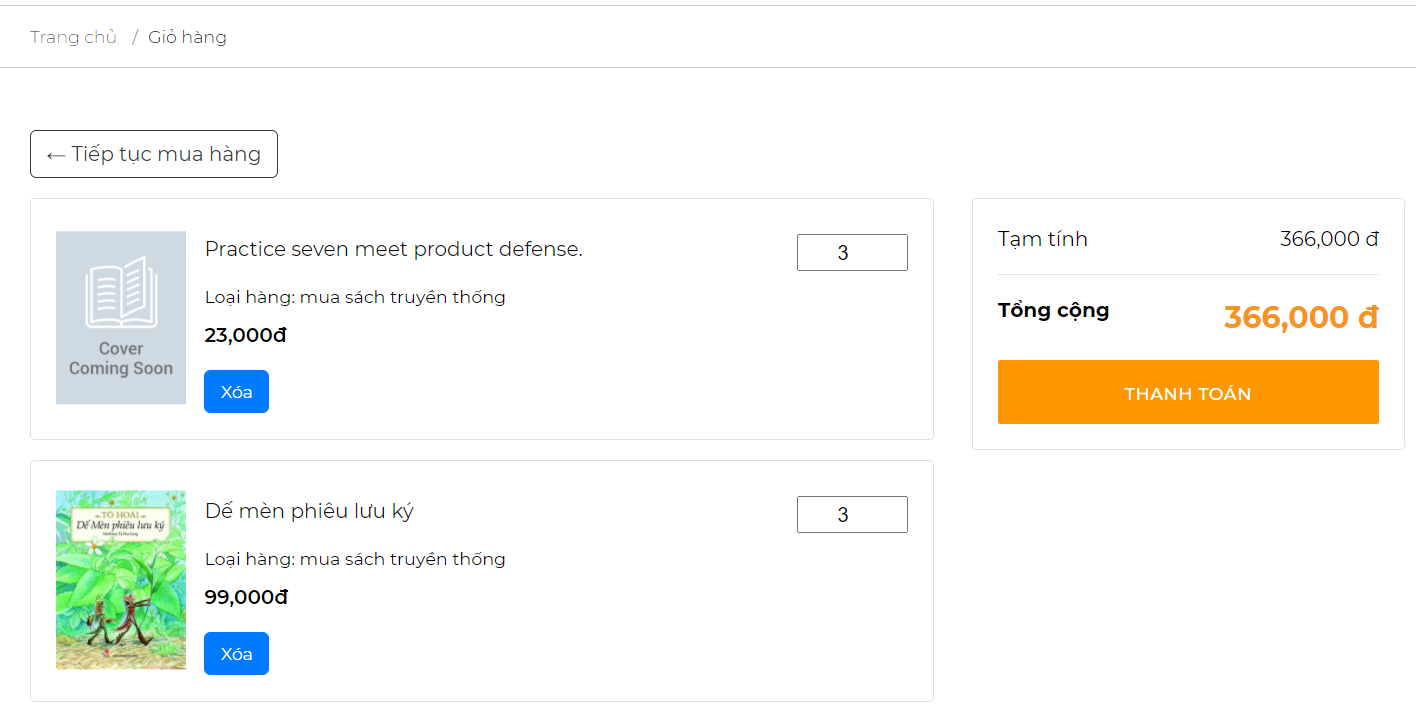 Trang chủ / Giỏ hàng
← Tiếp tục mua hàng
Practice seven meet product defense.
3
Loại hàng: mua sách truyền thống
23,000đ
Xóa
Cover
Coming Soon
Tạm tính 366,000 đ
Tổng cộng 366,000 đ
THANH TOÁN
TÔ HOÀI
Dế Mèn phiêu lưu ký
Dế mèn phiêu lưu ký
3
Loại hàng: mua sách truyền thống
99,000đ
Xóa